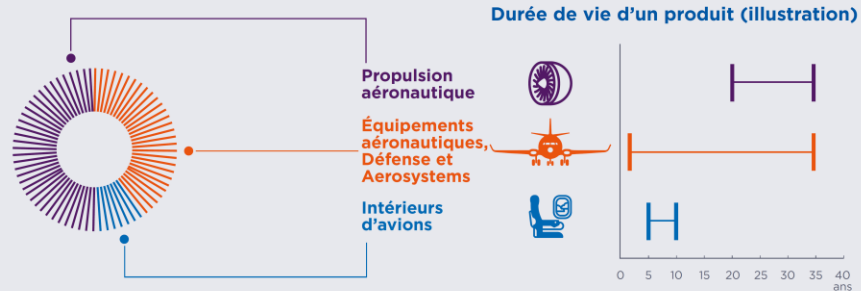 Durée de vie d’un produit (illustration)
Propulsion
aéronautique
Équipements
aéronautiques,
Défense et
Aerosystems
Intérieurs
d’avions
0 5 10 15 20 25 30 35 40
ans